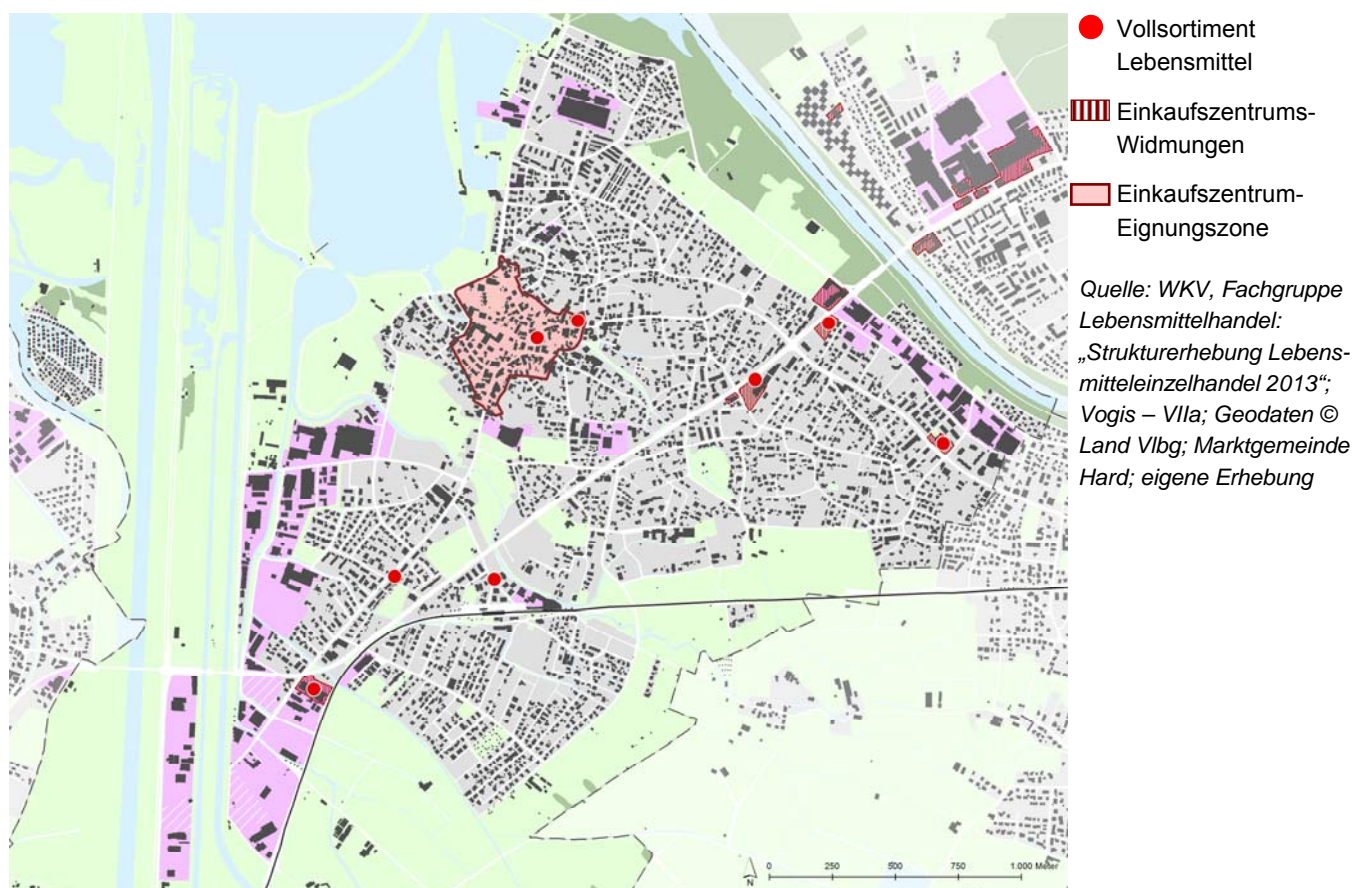 Vollsortiment
Lebensmittel
Einkaufszentrums-
Widmungen
Einkaufszentrum-
Eignungszone
Quelle: WKV, Fachgruppe
Lebensmittelhandel:
„Strukturerhebung Lebens-
mitteleinzelhandel 2013“;
Vogis – VIIa; Geodaten ©
Land Vlbg; Marktgemeinde
Hard; eigene Erhebung
N
0 250 500 750 1.000 Meter